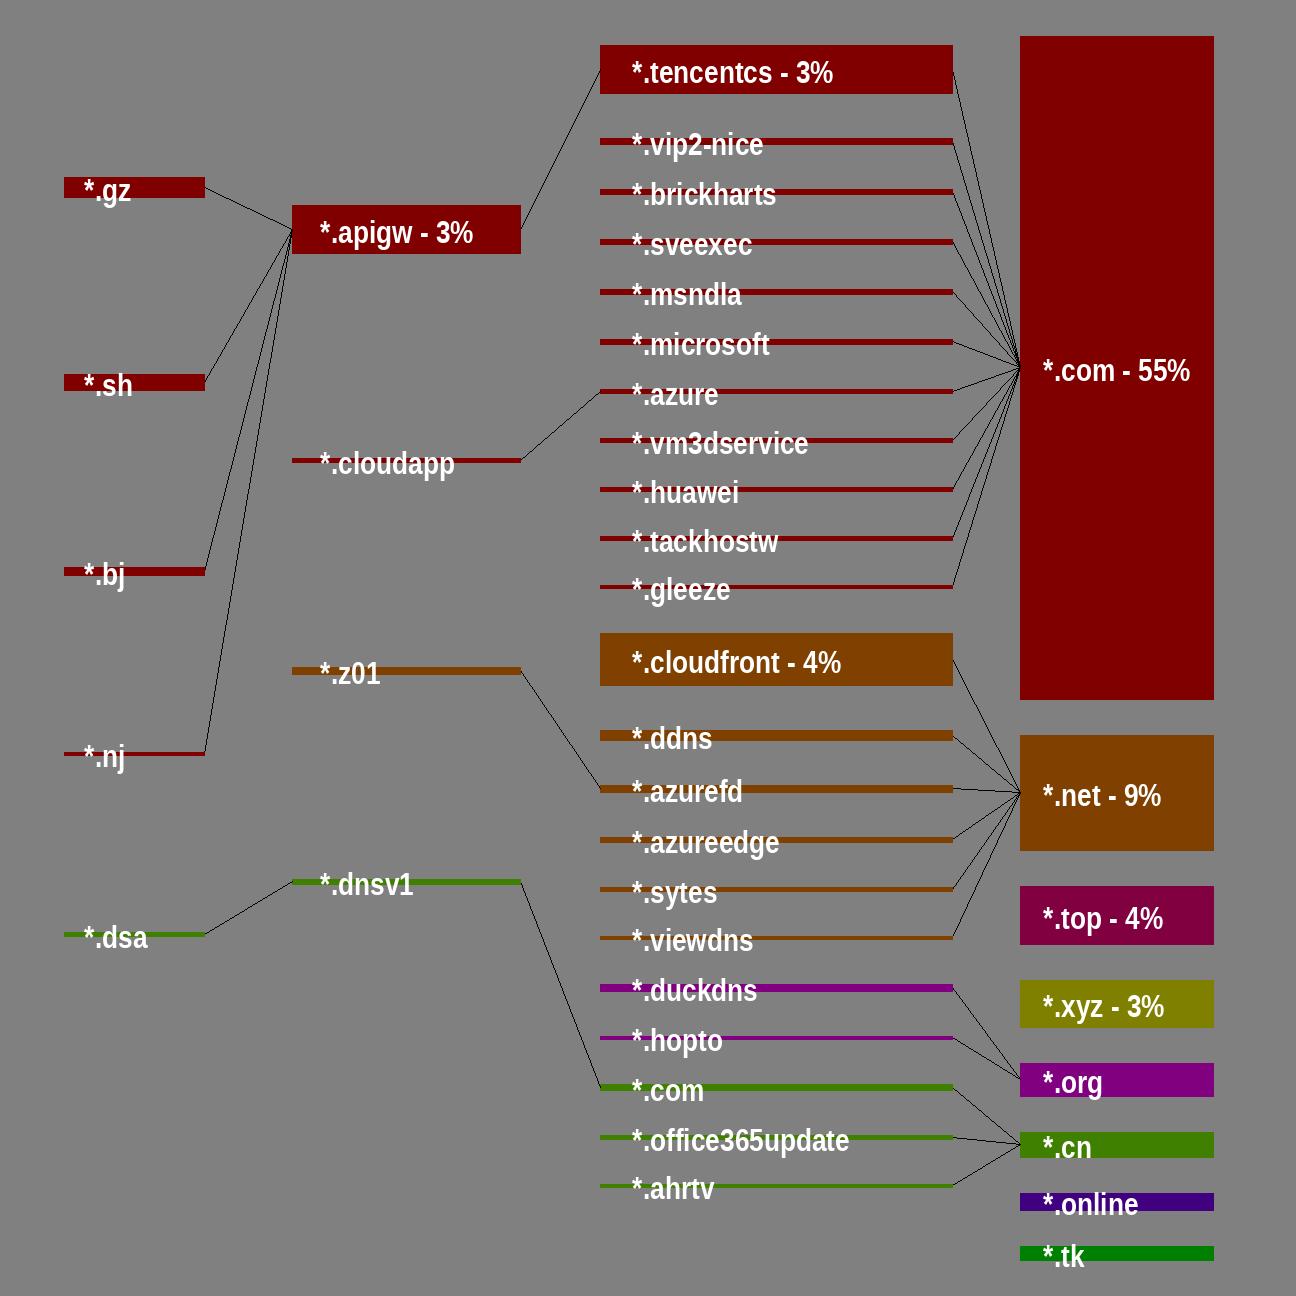 *.gz
*.sh
*.bj
*.nj
*.dsa
*.apigw - 3%
*.cloudapp
*.z01
*.dnsv1
*.tencentcs - 3%
*.vip2-nice
*.brickharts
*.sveexec
*.msndla
*.microsoft
*.azure
*.vm3dservice
*.huawei
*.tackhostw
*.gleeze
*.cloudfront - 4%
*.ddns
*.azurefd
*.azureedge
*.sytes
*.viewdns
*.duckdns
*.hopto
*.com
*.office365update
*.ahrtv
*.com - 55%
*.net - 9%
*.top - 4%
*.xyz - 3%
*.org
*.cn
*.online
*.tk